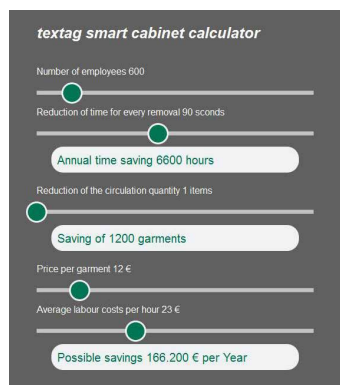 textag smart cabinet calculator
Number of employees 600
Reduction of time for every removal 90 sconds
Annual time saving 6600 hours
Reduction of the circulation quantity 1 items
Saving of 1200 garments
Price per garment 12 €
Average labour costs per hour 23 €
Possible savings 166.200 € per Year